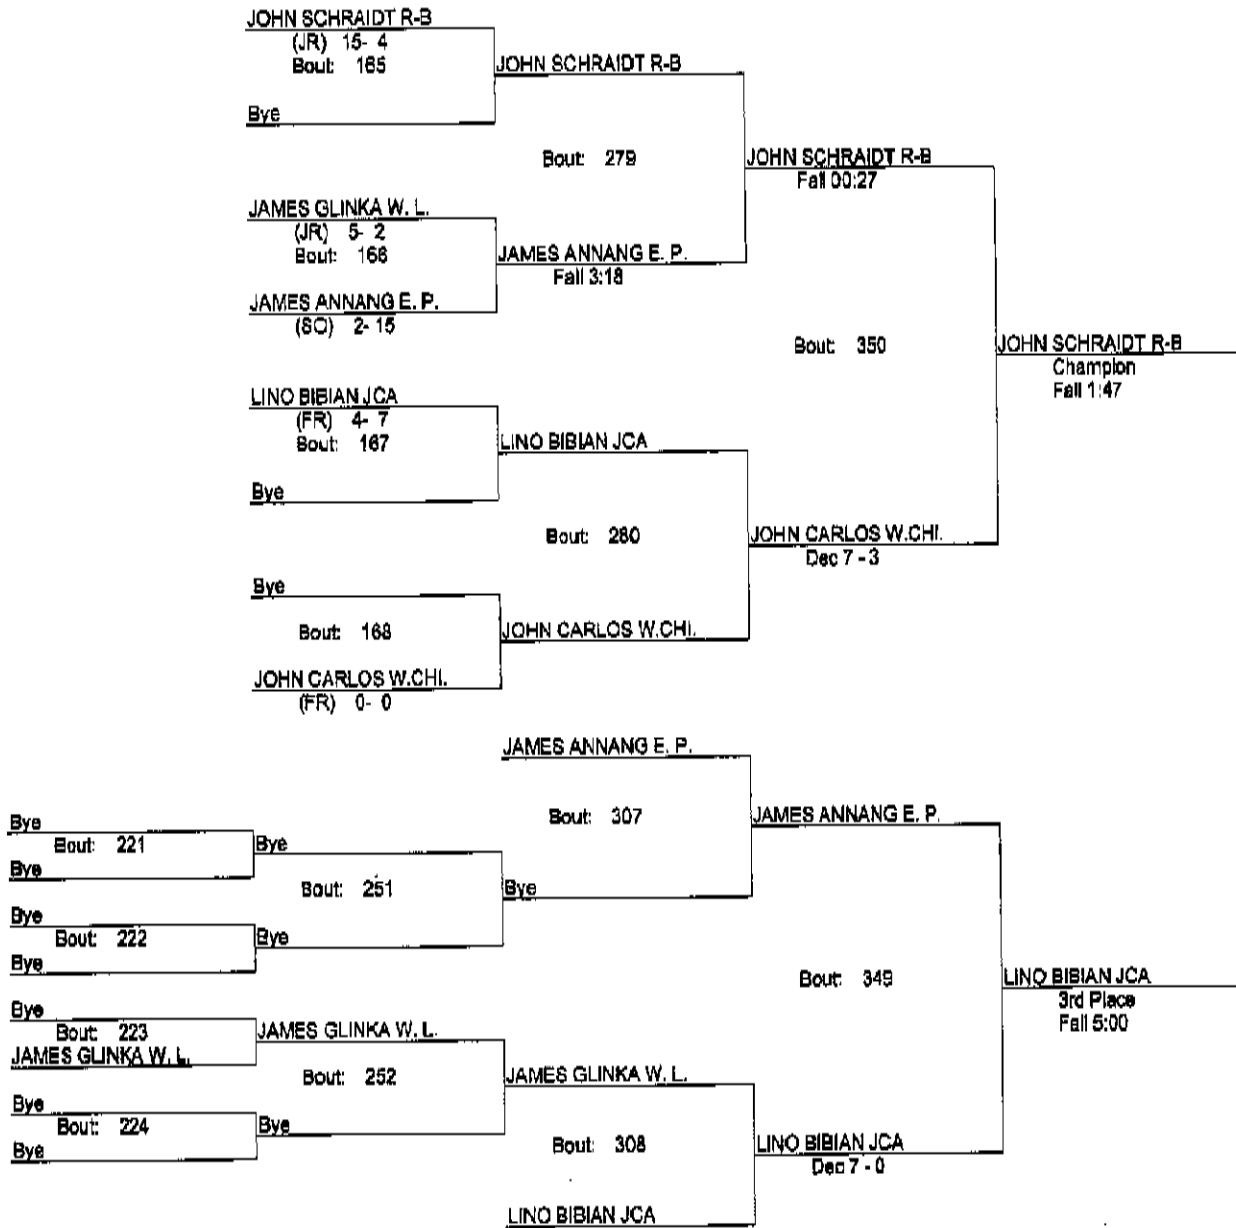 JOHN SCHRAIDT R-B
(JR) 15- 4
Bout: 165
JOHN SCHRAIDT R-B
Bye
Bout: 279
JOHN SCHRAIDT R-B
Fall 00:27
JAMES GLINKA W. L.
(JR) 5- 2
Bout: 166
JAMES ANNANG E. P.
Fall 3:18
JAMES ANNANG E. P.
(SO) 2- 15
Bout: 350
JOHN SCHRAIDT R-B
Champion
Fall 1:47
LINO BIBIAN JCA
(FR) 4- 7
Bout: 167
LINO BIBIAN JCA
Bye
Bout: 280
JOHN CARLOS W.CHI.
Dec 7 - 3
Bye
Bout: 168
JOHN CARLOS W.CHI.
JOHN CARLOS W.CHI.
(FR) 0- 0
JAMES ANNANG E. P.
Bout: 307
JAMES ANNANG E. P.
Bye
Bout: 221
Bye
Bye
Bout: 251
Bye
Bye
Bout: 222
Bye
Bye
Bout: 349
LINO BIBIAN JCA
3rd Place
Fall 5:00
Bye
Bout: 223
JAMES GLINKA W. L.
JAMES GLINKA W. L.
Bout: 252
JAMES GLINKA W. L.
Bye
Bout: 224
Bye
Bye
Bout: 308
LINO BIBIAN JCA
Dec 7 - 0
LINO BIBIAN JCA